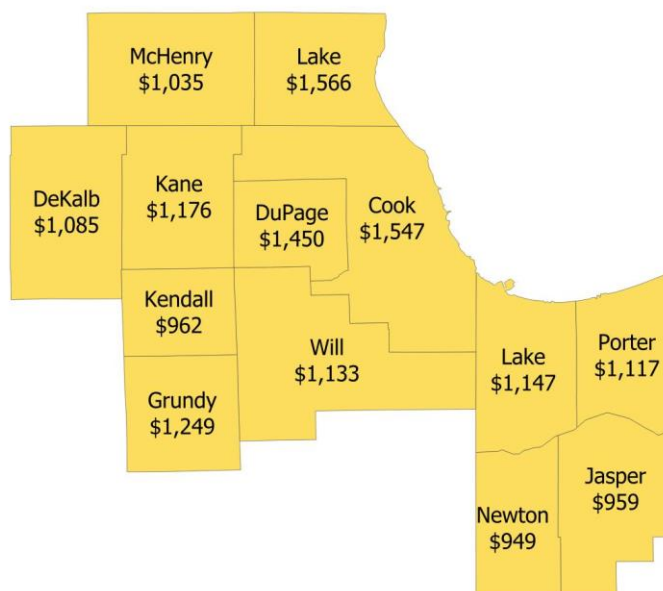 McHenry
$1,035
Lake
$1,566
DeKalb
$1,085
Kane
$1,176
DuPage
$1,450
Cook
$1,547
Kendall
$962
Will
$1,133
Lake
$1,147
Porter
$1,117
Grundy
$1,249
Newton
$949
Jasper
$959